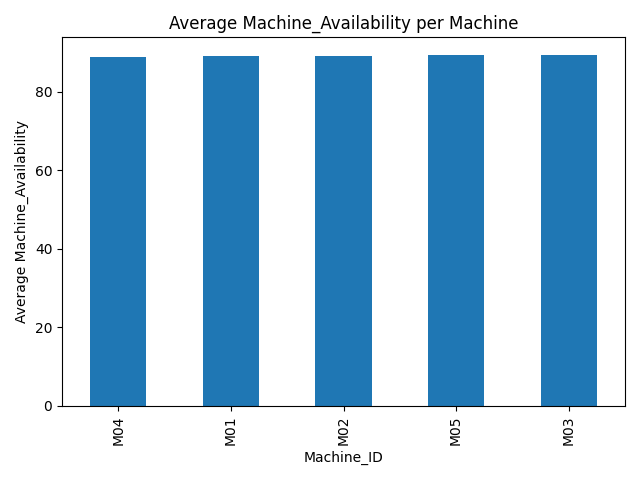 Average Machine_Availability per Machine
Average Machine_Availability
80
60
40
20
0
M04
M01
M02
M05
M03
Machine_ID